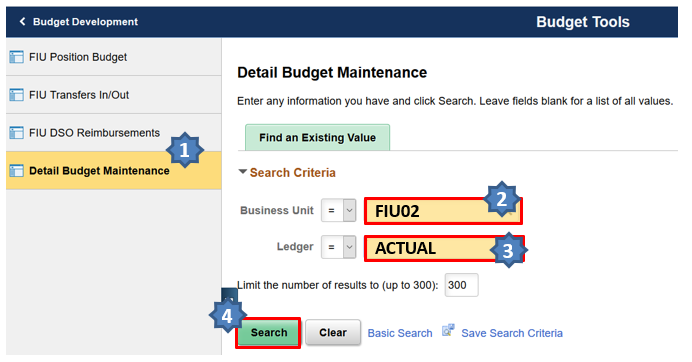 Budget Development
Budget Tools
FIU Position Budget
FIU Transfers In/Out
FIU DSO Reimbursements
1
Detail Budget Maintenance
Detail Budget Maintenance
Enter any information you have and click Search. Leave fields blank for a list of all values.
Find an Existing Value
Search Criteria
Business Unit = FIU02 2
Ledger = ACTUAL 3
Limit the number of results to (up to 300): 300
4 Search Clear Basic Search Save Search Criteria